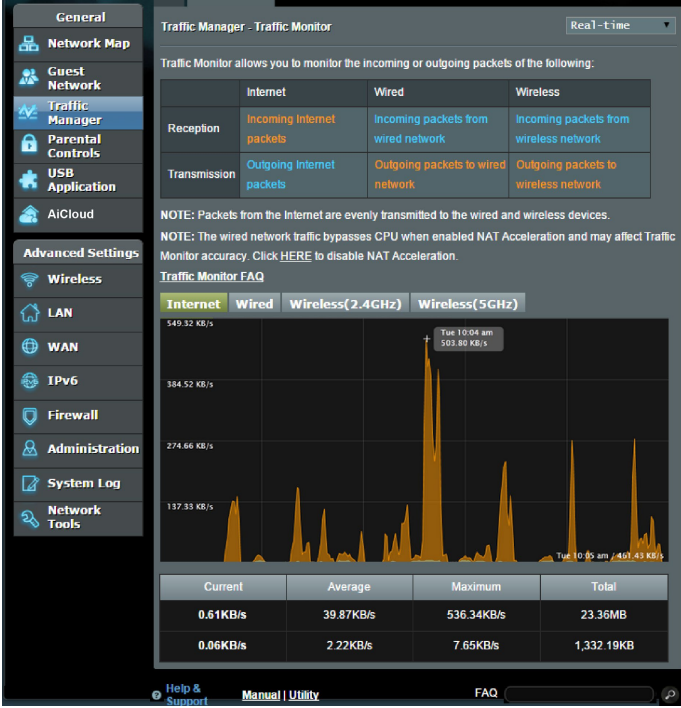 General
Network Map
Guest
Network
Traffic
Manager
Parental
Controls
USB
Application
AiCloud
Advanced Settings
Wireless
LAN
WAN
IPv6
Firewall
Administration
System Log
Network
Tools
Traffic Manager - Traffic Monitor
Real-time
Traffic Monitor allows you to monitor the incoming or outgoing packets of the following:
Internet Wired Wireless
Reception
Incoming Internet
packets
Incoming packets from
wired network
Incoming packets from
wireless network
Transmission
Outgoing Internet
packets
Outgoing packets to wired
network
Outgoing packets to
wireless network
NOTE: Packets from the Internet are evenly transmitted to the wired and wireless devices.
NOTE: The wired network traffic bypasses CPU when enabled NAT Acceleration and may affect Traffic
Monitor accuracy. Click HERE to disable NAT Acceleration.
Traffic Monitor FAQ
Internet Wired Wireless(2.4GHz) Wireless(5GHz)
549.32 KB/s
Tue 10:04 am
503.80 KB/s
384.52 KB/s
274.66 KB/s
137.33 KB/s
Tue 10:05 am / 461.43 KB/s
Current Average Maximum Total
0.61KB/s 39.87KB/s 536.34KB/s 23.36MB
0.06KB/s 2.22KB/s 7.65KB/s 1,332.19KB
Help &
Support
Manual | Utility
FAQ